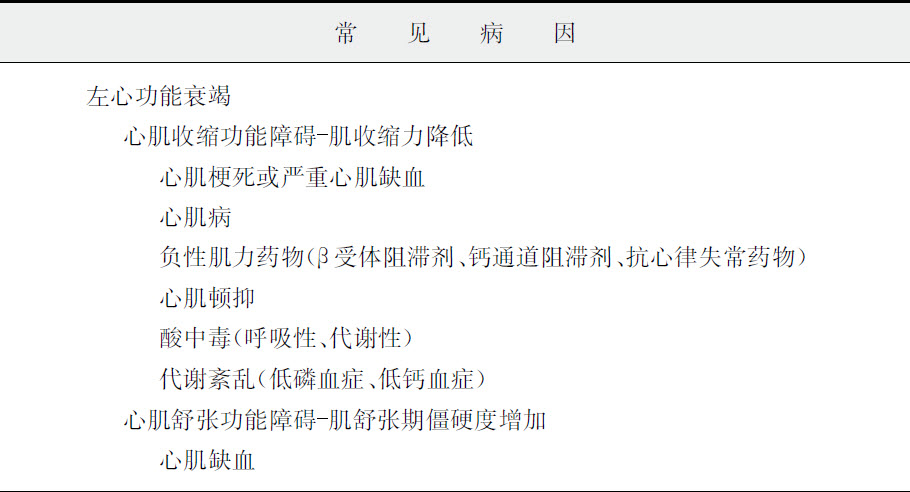 常见病因
左心功能衰竭
心肌收缩功能障碍-肌收缩力降低
心肌梗死或严重心肌缺血
心肌病
负性肌力药物(β受体阻滞剂、钙通道阻滞剂、抗心律失常药物)
心肌顿抑
酸中毒(呼吸性、代谢性)
代谢紊乱(低磷血症、低钙血症)
心肌舒张功能障碍-肌舒张期僵硬度增加
心肌缺血